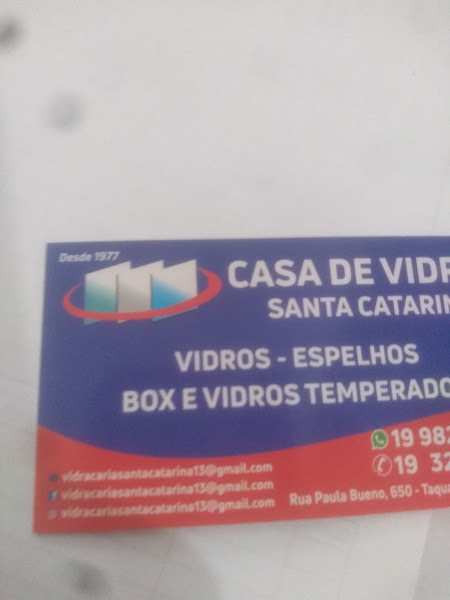 Desde 1977
CASA DE VIDR
SANTA CATARIN
VIDROS - ESPELHOS
BOX E VIDROS TEMPERADO
19 982
19 32
vidracariasantacatarina13@gmail.com
vidracariasantacatarina13@gmail.com
vidracariasantacatarina13@gmail.com
Rua Paula Bueno, 650 - Taqua